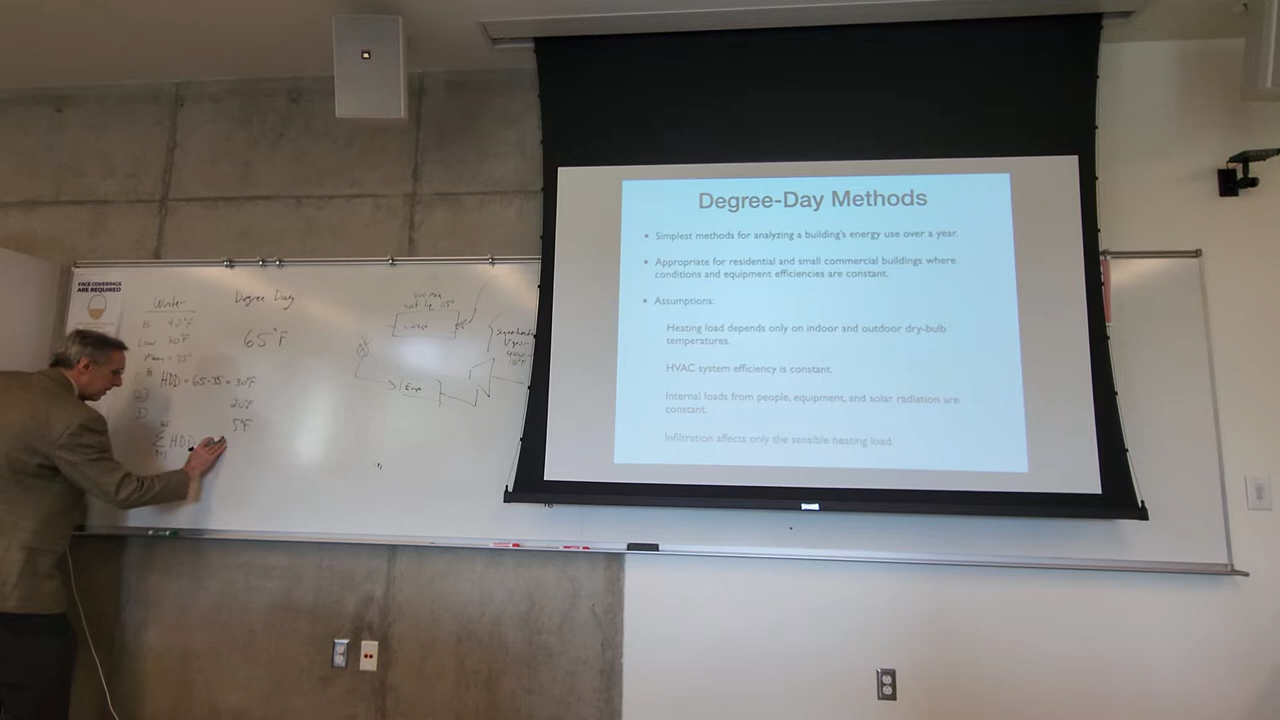 FACE COVERINGS
ARE REQUIRED
Winter
Hi 40°F
Low 30°F
Mean = 35°
HDD = 65-35 = 30°F
20°F
5°F
Σ HDD
Degree Day
65°F
115°
Evap
Degree-Day Methods
• Simplest methods for analyzing a building's energy use over a year.
• Appropriate for residential and small commercial buildings where
conditions and equipment efficiencies are constant.
• Assumptions:
Heating load depends only on indoor and outdoor dry-bulb
temperatures.
HVAC system efficiency is constant.
Internal loads from people, equipment, and solar radiation are
constant.
Infiltration affects only the sensible heating load.